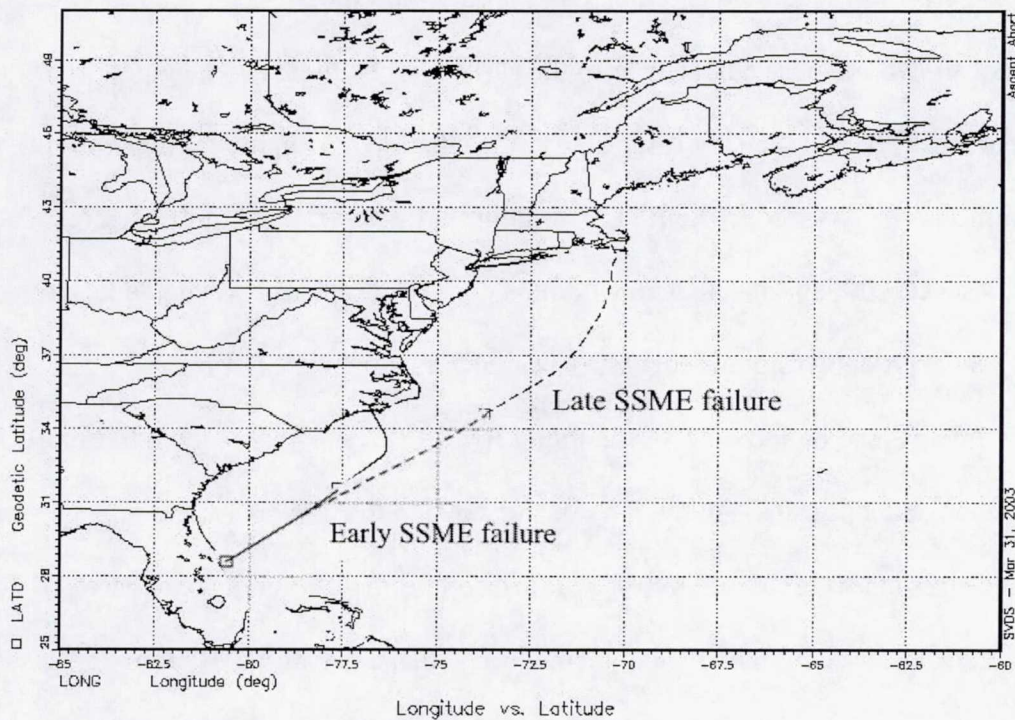 Ascent Abort
SVDS - Mar 31, 2003
LATD Geodetic Latitude (deg)
49
46
43
40
37
34
31
28
25
Late SSME failure
Early SSME failure
-85
-82.5
-80
-77.5
-75
-72.5
-70
-67.5
-65
-62.5
-60
LONG Longitude (deg)
Longitude vs. Latitude